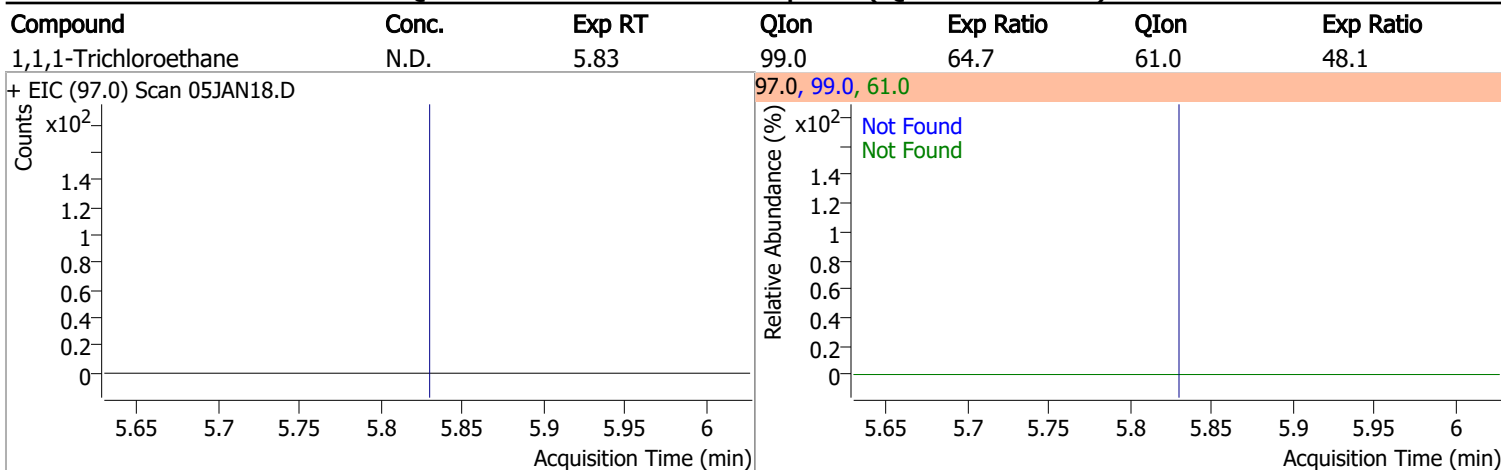 Compound Conc. Exp RT QIon Exp Ratio QIon Exp Ratio
1,1,1-Trichloroethane N.D. 5.83 99.0 64.7 61.0 48.1
+ EIC (97.0) Scan 05JAN18.D
Counts
x10²
1.4
1.2
1
0.8
0.6
0.4
0.2
0
5.65 5.7 5.75 5.8 5.85 5.9 5.95 6
Acquisition Time (min)
97.0, 99.0, 61.0
Relative Abundance (%)
x10²
Not Found
Not Found
1.4
1.2
1
0.8
0.6
0.4
0.2
0
5.65 5.7 5.75 5.8 5.85 5.9 5.95 6
Acquisition Time (min)